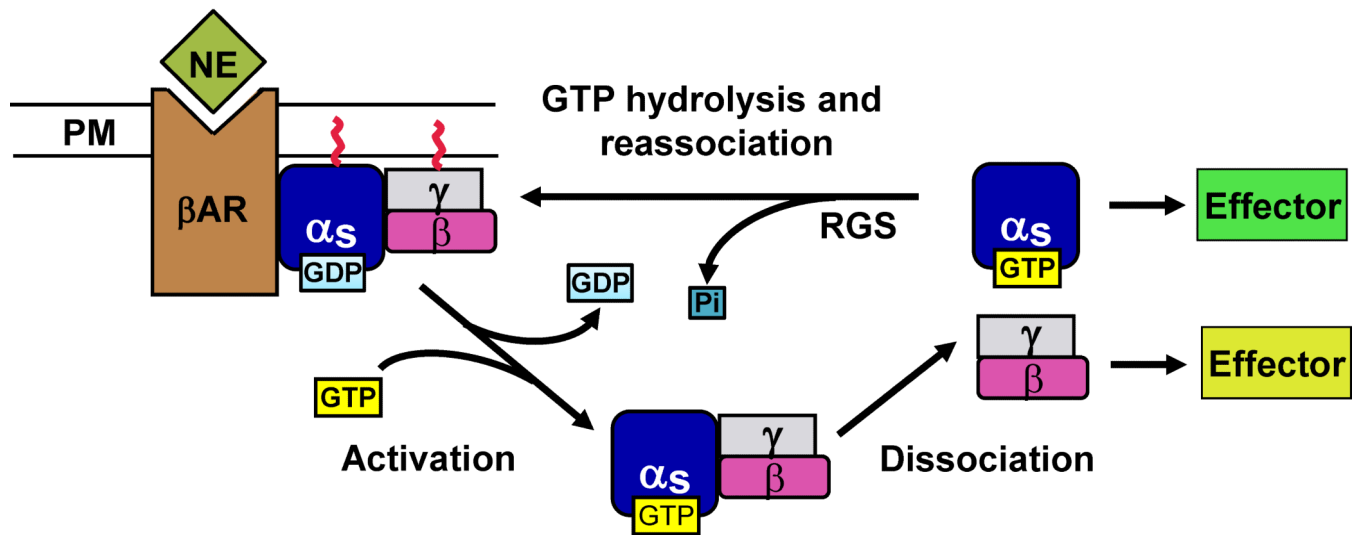 NE
PM
βAR
αs
GDP
γ
β
GTP hydrolysis and
reassociation
RGS
Pi
GDP
GTP
Activation
αs
GTP
γ
β
Dissociation
αs
GTP
γ
β
Effector
Effector